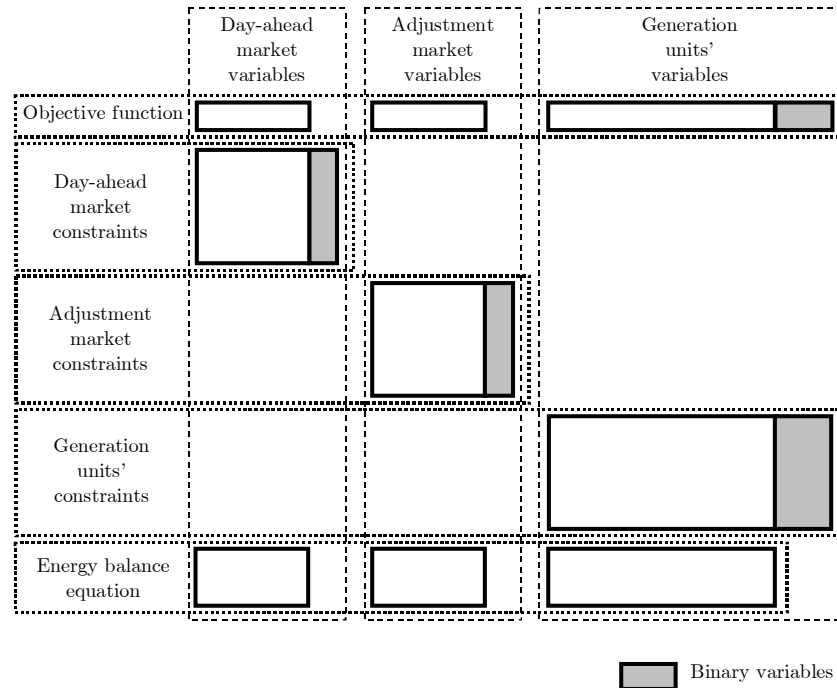 Day-ahead
market
variables
Adjustment
market
variables
Generation
units'
variables
Objective function
Day-ahead
market
constraints
Adjustment
market
constraints
Generation
units'
constraints
Energy balance
equation
Binary variables